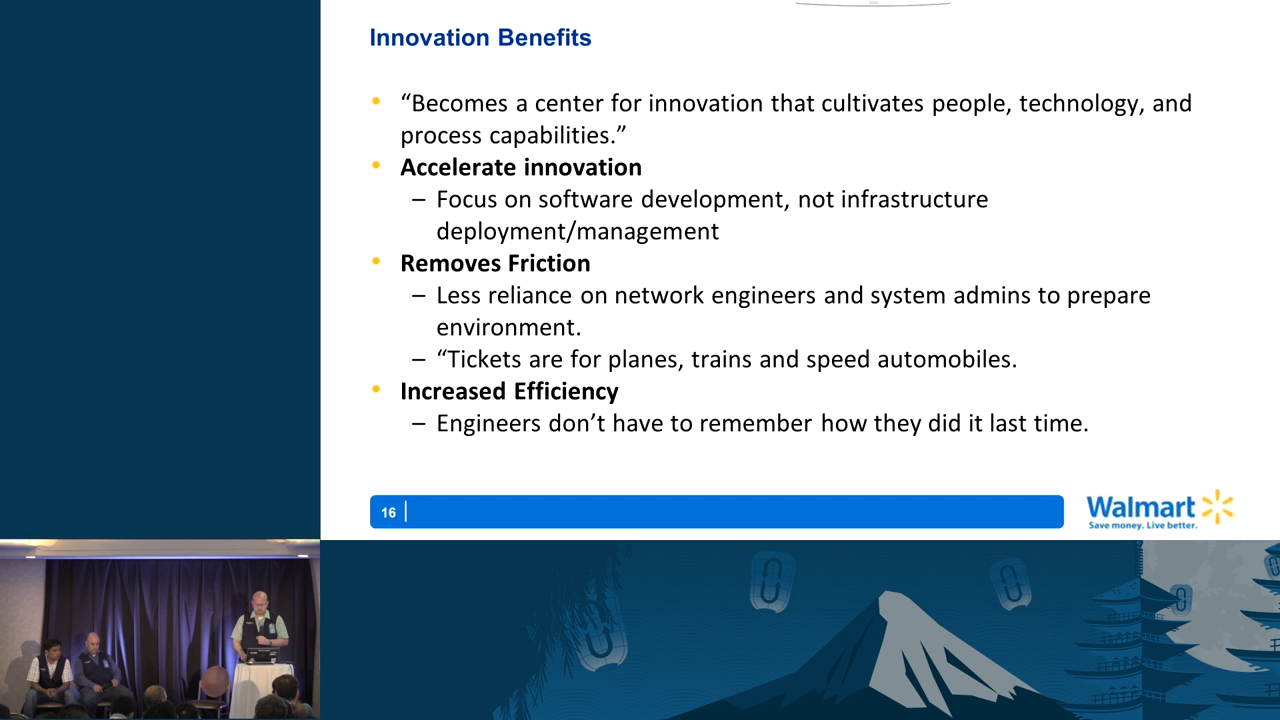 Innovation Benefits
• “Becomes a center for innovation that cultivates people, technology, and
process capabilities.”
• Accelerate innovation
– Focus on software development, not infrastructure
deployment/management
• Removes Friction
– Less reliance on network engineers and system admins to prepare
environment.
– “Tickets are for planes, trains and speed automobiles.
• Increased Efficiency
– Engineers don’t have to remember how they did it last time.
16
Walmart
Save money. Live better.